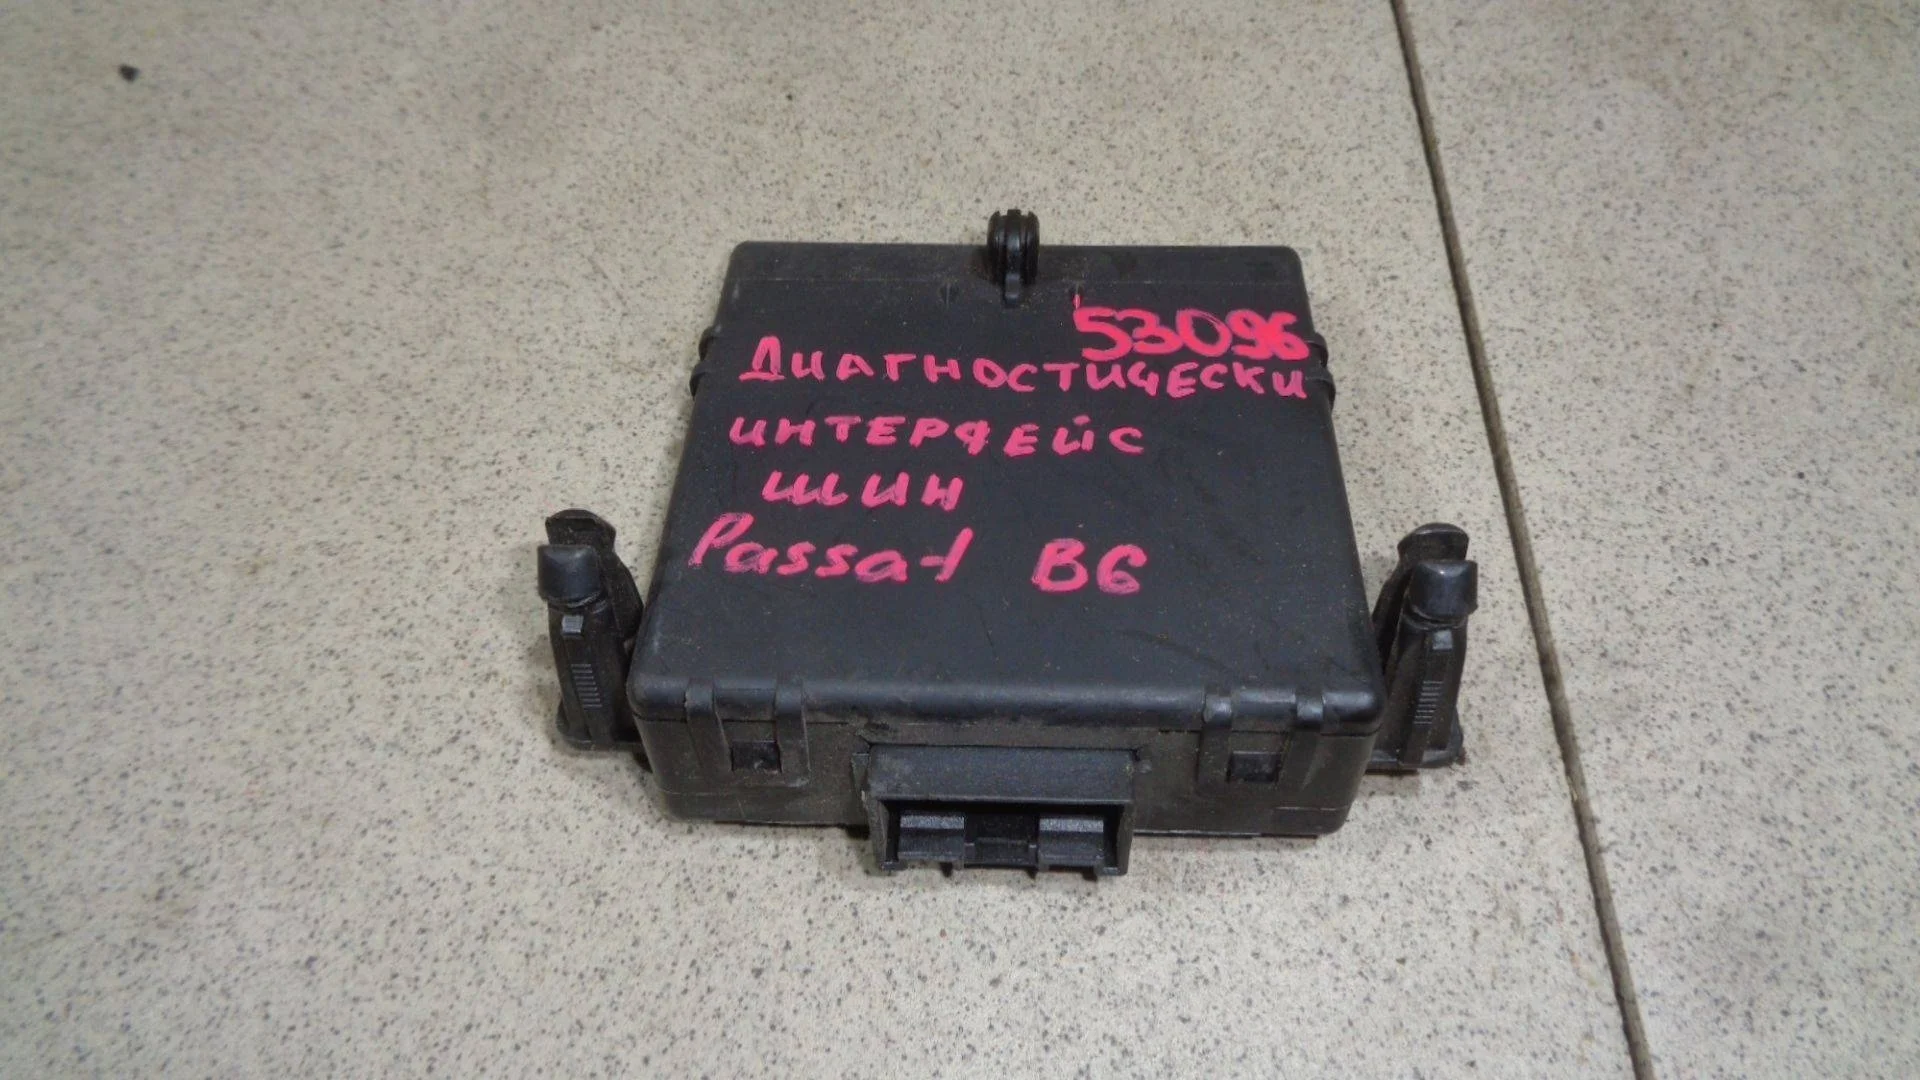 53096
ДИАГНОСТИЧЕСКИ
ИНТЕРФЕЙС
ШИН
Passat B6